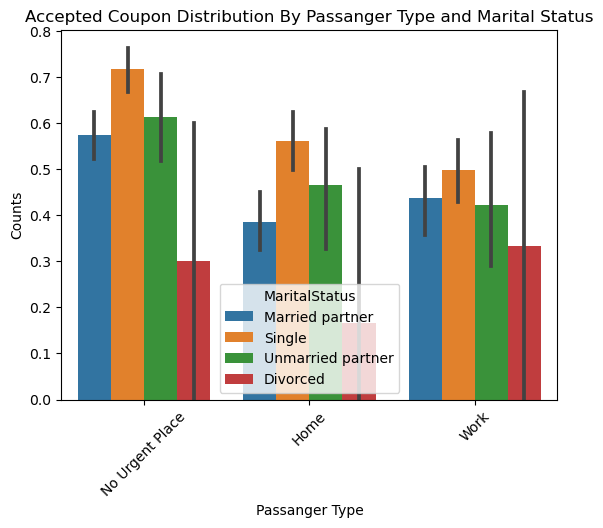 Accepted Coupon Distribution By Passanger Type and Marital Status
Counts
0.8
0.7
0.6
0.5
0.4
0.3
0.2
0.1
0.0
MaritalStatus
Married partner
Single
Unmarried partner
Divorced
No Urgent Place
Home
Work
Passanger Type